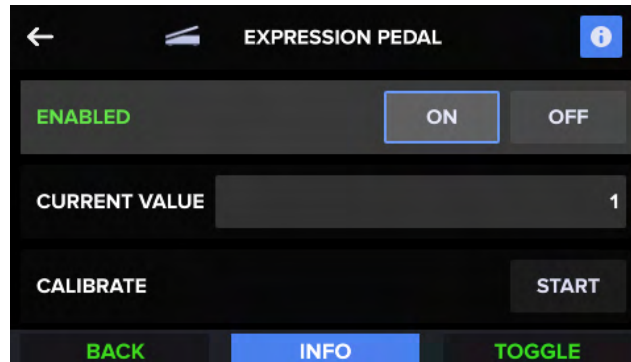 EXPRESSION PEDAL
ENABLED ON OFF
CURRENT VALUE 1
CALIBRATE START
BACK INFO TOGGLE